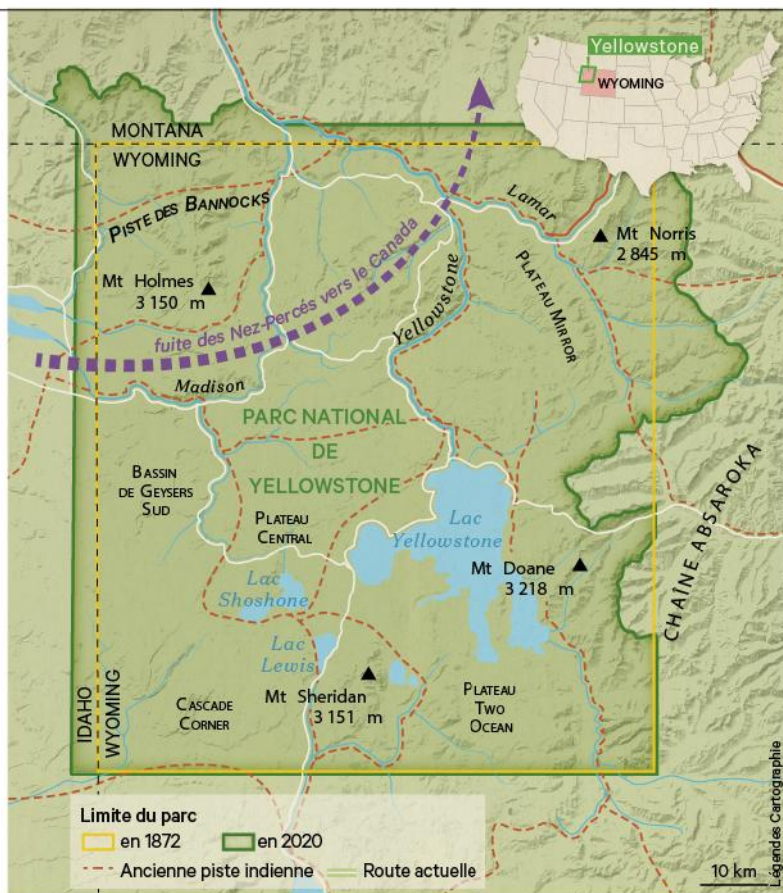 Yellowstone
WYOMING
MONTANA
WYOMING
PISTE DES BANNOCKS
Lamar
Mt Norris
2 845 m
Mt Holmes
3 150 m
fuite des Nez-Percés vers le Canada
Yellowstone
PLATEAU MIRROR
Madison
PARC NATIONAL
DE
YELLOWSTONE
BASSIN
DE GEYSERS
SUD
PLATEAU
CENTRAL
Lac
Yellowstone
CHAÎNE ABSAROKA
Mt Doane
3 218 m
Lac
Shoshone
Lac
Lewis
Mt Sheridan
3 151 m
PLATEAU
TWO
OCEAN
CASCADE
CORNER
IDAHO
WYOMING
Limite du parc
en 1872
en 2020
Ancienne piste indienne
Route actuelle
10 km
Légendes Cartographie